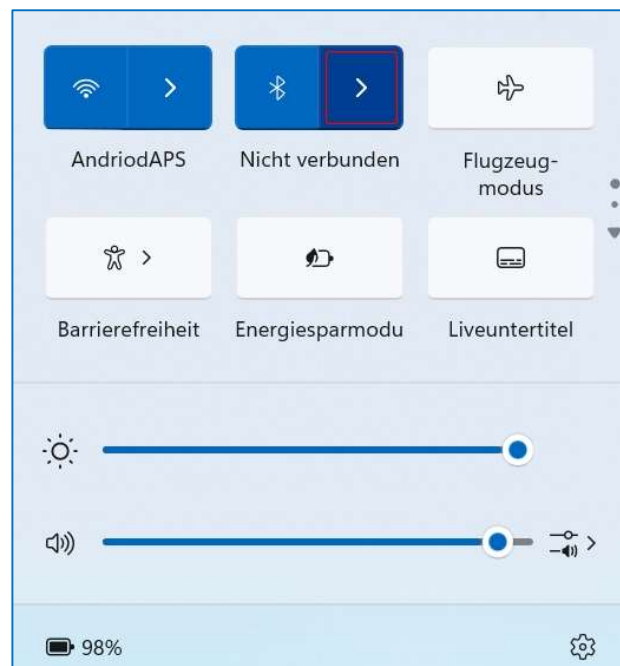 AndriodAPS
Nicht verbunden
Flugzeug-
modus
Barrierefreiheit
Energiesparmodu
Liveuntertitel
98%